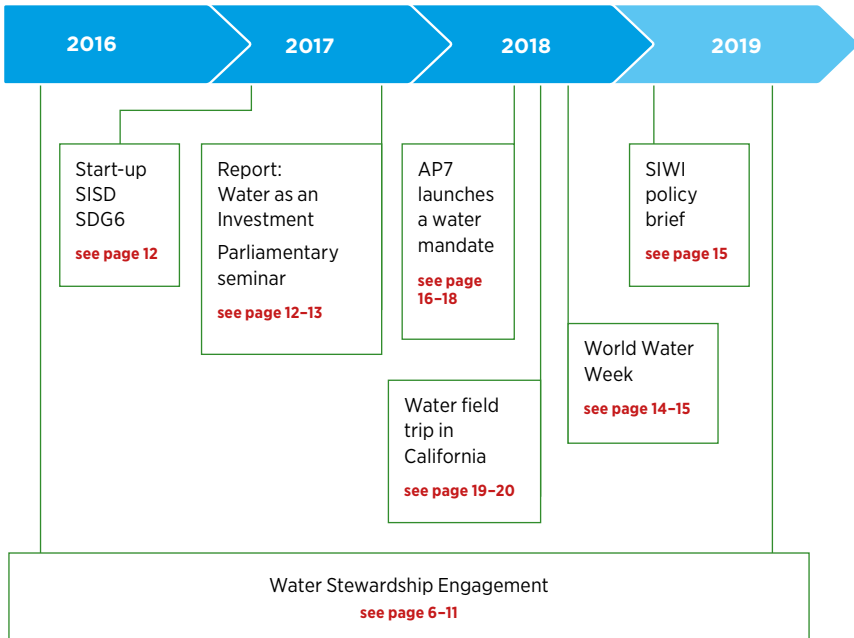 2016
2017
2018
2019
Start-up
SISD
SDG6
see page 12
Report:
Water as an
Investment
Parliamentary
seminar
see page 12–13
AP7
launches
a water
mandate
see page
16–18
SIWI
policy
brief
see page 15
World Water
Week
see page 14–15
Water field
trip in
California
see page 19–20
Water Stewardship Engagement
see page 6–11